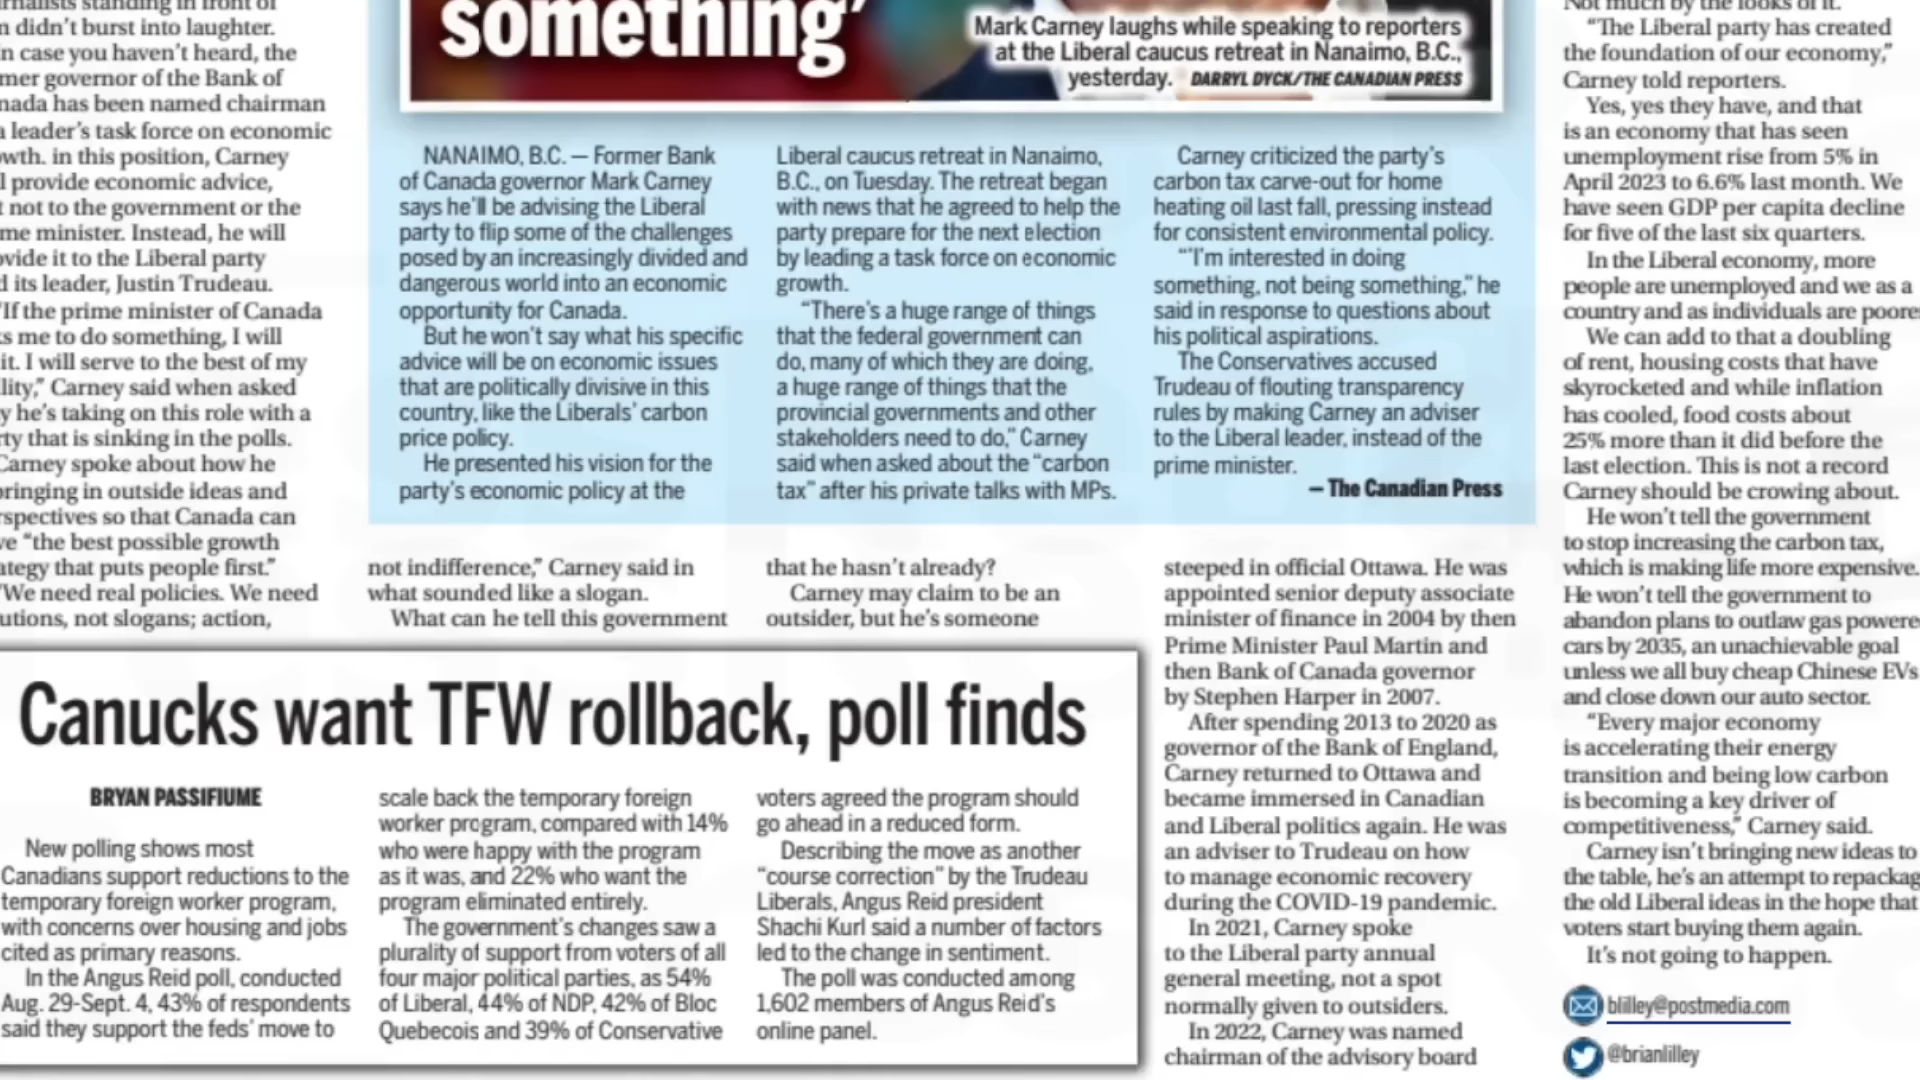 rnalists standing in front of
n didn't burst into laughter.
n case you haven't heard, the
mer governor of the Bank of
nada has been named chairman
a leader's task force on economic
wth. in this position, Carney
l provide economic advice,
t not to the government or the
me minister. Instead, he will
ovide it to the Liberal party
d its leader, Justin Trudeau.
"If the prime minister of Canada
ks me to do something, I will
it. I will serve to the best of my
lity," Carney said when asked
y he's taking on this role with a
rty that is sinking in the polls.
Carney spoke about how he
bringing in outside ideas and
rspectives so that Canada can
ve "the best possible growth
ategy that puts people first."
"We need real policies. We need
utions, not slogans; action,
something'
Mark Carney laughs while speaking to reporters
at the Liberal caucus retreat in Nanaimo, B.C.,
yesterday. DARRYL DYCK/THE CANADIAN PRESS
NANAIMO, B.C. — Former Bank
of Canada governor Mark Carney
says he'll be advising the Liberal
party to flip some of the challenges
posed by an increasingly divided and
dangerous world into an economic
opportunity for Canada.
But he won't say what his specific
advice will be on economic issues
that are politically divisive in this
country, like the Liberals' carbon
price policy.
He presented his vision for the
party's economic policy at the
Liberal caucus retreat in Nanaimo,
B.C., on Tuesday. The retreat began
with news that he agreed to help the
party prepare for the next election
by leading a task force on economic
growth.
"There's a huge range of things
that the federal government can
do, many of which they are doing,
a huge range of things that the
provincial governments and other
stakeholders need to do," Carney
said when asked about the "carbon
tax" after his private talks with MPs.
Carney criticized the party's
carbon tax carve-out for home
heating oil last fall, pressing instead
for consistent environmental policy.
"'I'm interested in doing
something, not being something," he
said in response to questions about
his political aspirations.
The Conservatives accused
Trudeau of flouting transparency
rules by making Carney an adviser
to the Liberal leader, instead of the
prime minister.
— The Canadian Press
not indifference," Carney said in
what sounded like a slogan.
What can he tell this government
that he hasn't already?
Carney may claim to be an
outsider, but he's someone
steeped in official Ottawa. He was
appointed senior deputy associate
minister of finance in 2004 by then
Prime Minister Paul Martin and
then Bank of Canada governor
by Stephen Harper in 2007.
After spending 2013 to 2020 as
governor of the Bank of England,
Carney returned to Ottawa and
became immersed in Canadian
and Liberal politics again. He was
an adviser to Trudeau on how
to manage economic recovery
during the COVID-19 pandemic.
In 2021, Carney spoke
to the Liberal party annual
general meeting, not a spot
normally given to outsiders.
In 2022, Carney was named
chairman of the advisory board
Not much by the looks of it.
"The Liberal party has created
the foundation of our economy,"
Carney told reporters.
Yes, yes they have, and that
is an economy that has seen
unemployment rise from 5% in
April 2023 to 6.6% last month. We
have seen GDP per capita decline
for five of the last six quarters.
In the Liberal economy, more
people are unemployed and we as a
country and as individuals are poore
We can add to that a doubling
of rent, housing costs that have
skyrocketed and while inflation
has cooled, food costs about
25% more than it did before the
last election. This is not a record
Carney should be crowing about.
He won't tell the government
to stop increasing the carbon tax,
which is making life more expensive.
He won't tell the government to
abandon plans to outlaw gas powere
cars by 2035, an unachievable goal
unless we all buy cheap Chinese EVs
and close down our auto sector.
"Every major economy
is accelerating their energy
transition and being low carbon
is becoming a key driver of
competitiveness," Carney said.
Carney isn't bringing new ideas to
the table, he's an attempt to repackag
the old Liberal ideas in the hope that
voters start buying them again.
It's not going to happen.
blilley@postmedia.com
@brianlilley
Canucks want TFW rollback, poll finds
BRYAN PASSIFIUME
New polling shows most
Canadians support reductions to the
temporary foreign worker program,
with concerns over housing and jobs
cited as primary reasons.
In the Angus Reid poll, conducted
Aug. 29-Sept. 4, 43% of respondents
said they support the feds' move to
scale back the temporary foreign
worker program, compared with 14%
who were happy with the program
as it was, and 22% who want the
program eliminated entirely.
The government's changes saw a
plurality of support from voters of all
four major political parties, as 54%
of Liberal, 44% of NDP, 42% of Bloc
Quebecois and 39% of Conservative
voters agreed the program should
go ahead in a reduced form.
Describing the move as another
"course correction" by the Trudeau
Liberals, Angus Reid president
Shachi Kurl said a number of factors
led to the change in sentiment.
The poll was conducted among
1,602 members of Angus Reid's
online panel.